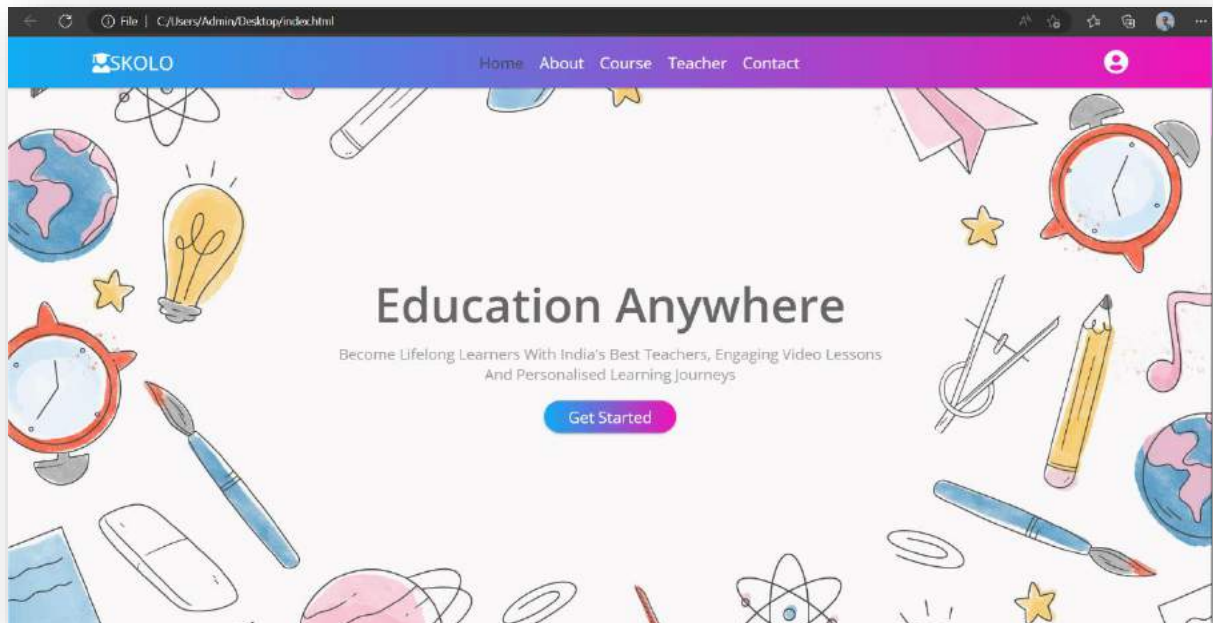 File | C:/Users/Admin/Desktop/index.html
SKOLO
Home About Course Teacher Contact
Education Anywhere
Become Lifelong Learners With India's Best Teachers, Engaging Video Lessons
And Personalised Learning Journeys
Get Started